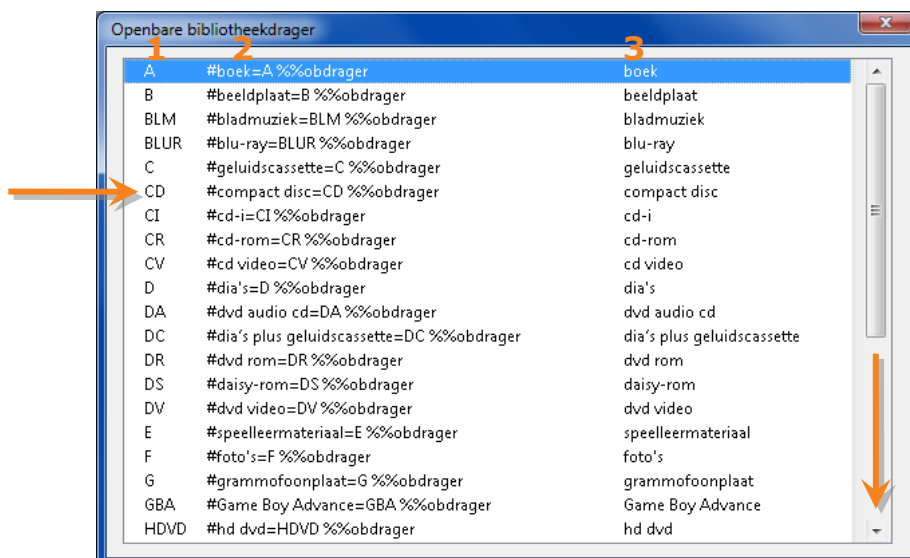 Openbare bibliotheekdrager
1 2 3
A #boek=A %%obdrager boek
B #beeldplaat=B %%obdrager beeldplaat
BLM #bladmuziek=BLM %%obdrager bladmuziek
BLUR #blu-ray=BLUR %%obdrager blu-ray
C #geluidscassette=C %%obdrager geluidscassette
CD #compact disc=CD %%obdrager compact disc
CI #cd-i=CI %%obdrager cd-i
CR #cd-rom=CR %%obdrager cd-rom
CV #cd video=CV %%obdrager cd video
D #dia's=D %%obdrager dia's
DA #dvd audio cd=DA %%obdrager dvd audio cd
DC #dia's plus geluidscassette=DC %%obdrager dia's plus geluidscassette
DR #dvd rom=DR %%obdrager dvd rom
DS #daisy-rom=DS %%obdrager daisy-rom
DV #dvd video=DV %%obdrager dvd video
E #speelleermateriaal=E %%obdrager speelleermateriaal
F #foto's=F %%obdrager foto's
G #grammofoonplaat=G %%obdrager grammofoonplaat
GBA #Game Boy Advance=GBA %%obdrager Game Boy Advance
HDVD #hd dvd=HDVD %%obdrager hd dvd